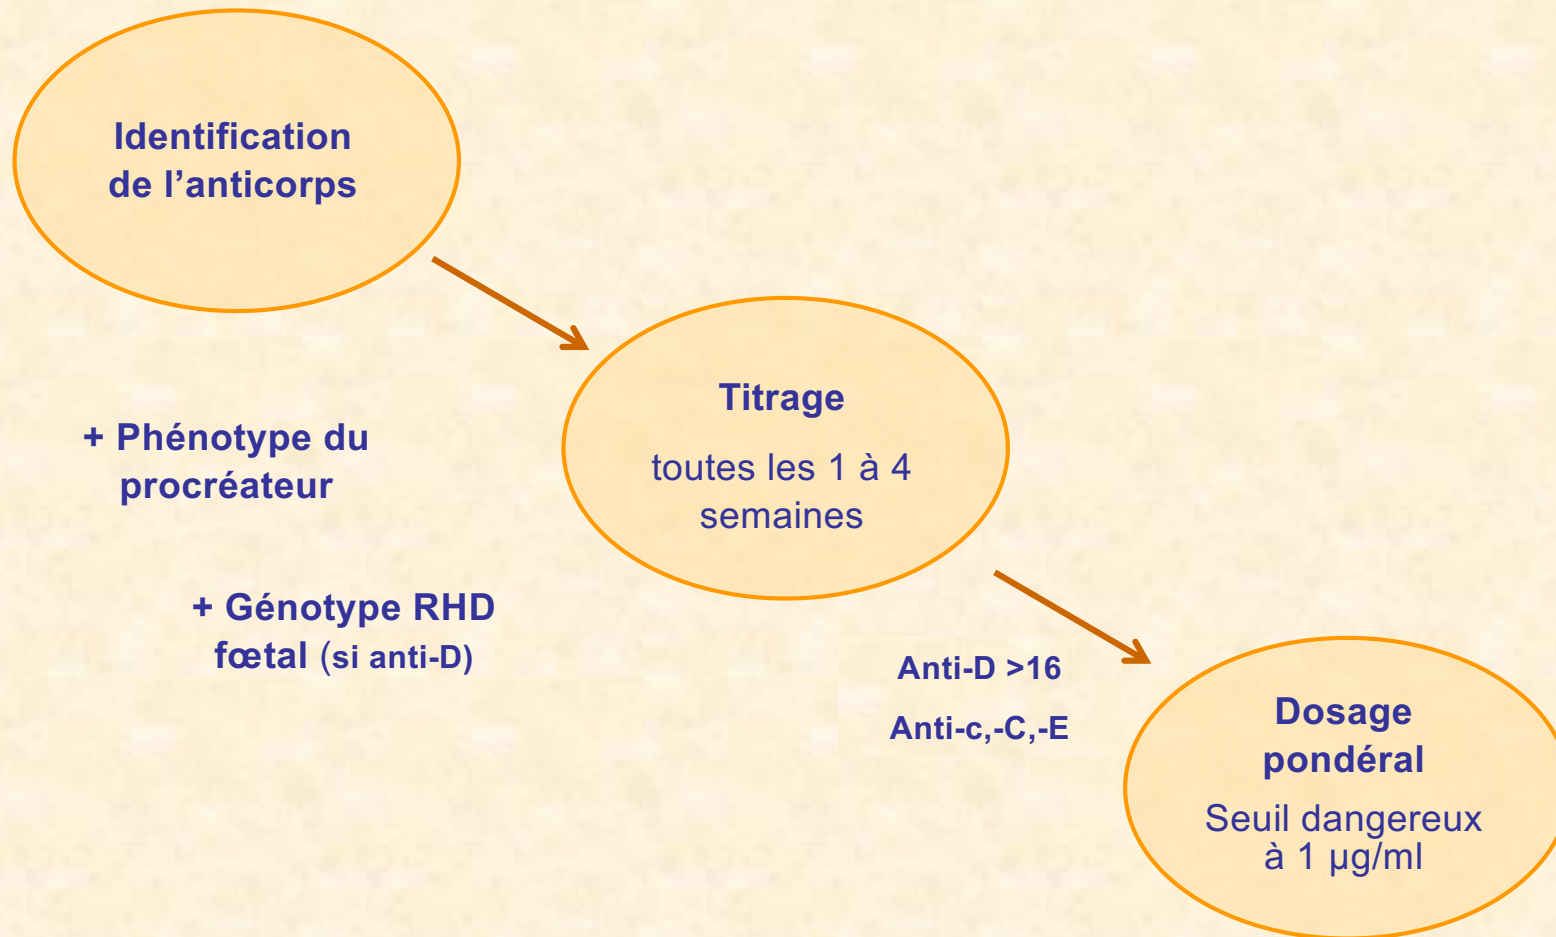 Identification
de l’anticorps
+ Phénotype du
procréateur
+ Génotype RHD
fœtal (si anti-D)
Titrage
toutes les 1 à 4
semaines
Anti-D >16
Anti-c,-C,-E
Dosage
pondéral
Seuil dangereux
à 1 µg/ml